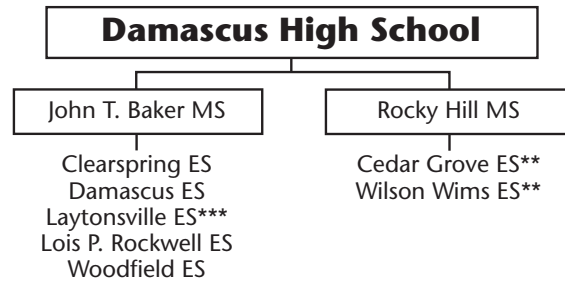 Damascus High School
John T. Baker MS
Rocky Hill MS
Clearspring ES
Damascus ES
Laytonsville ES***
Lois P. Rockwell ES
Woodfield ES
Cedar Grove ES**
Wilson Wims ES**